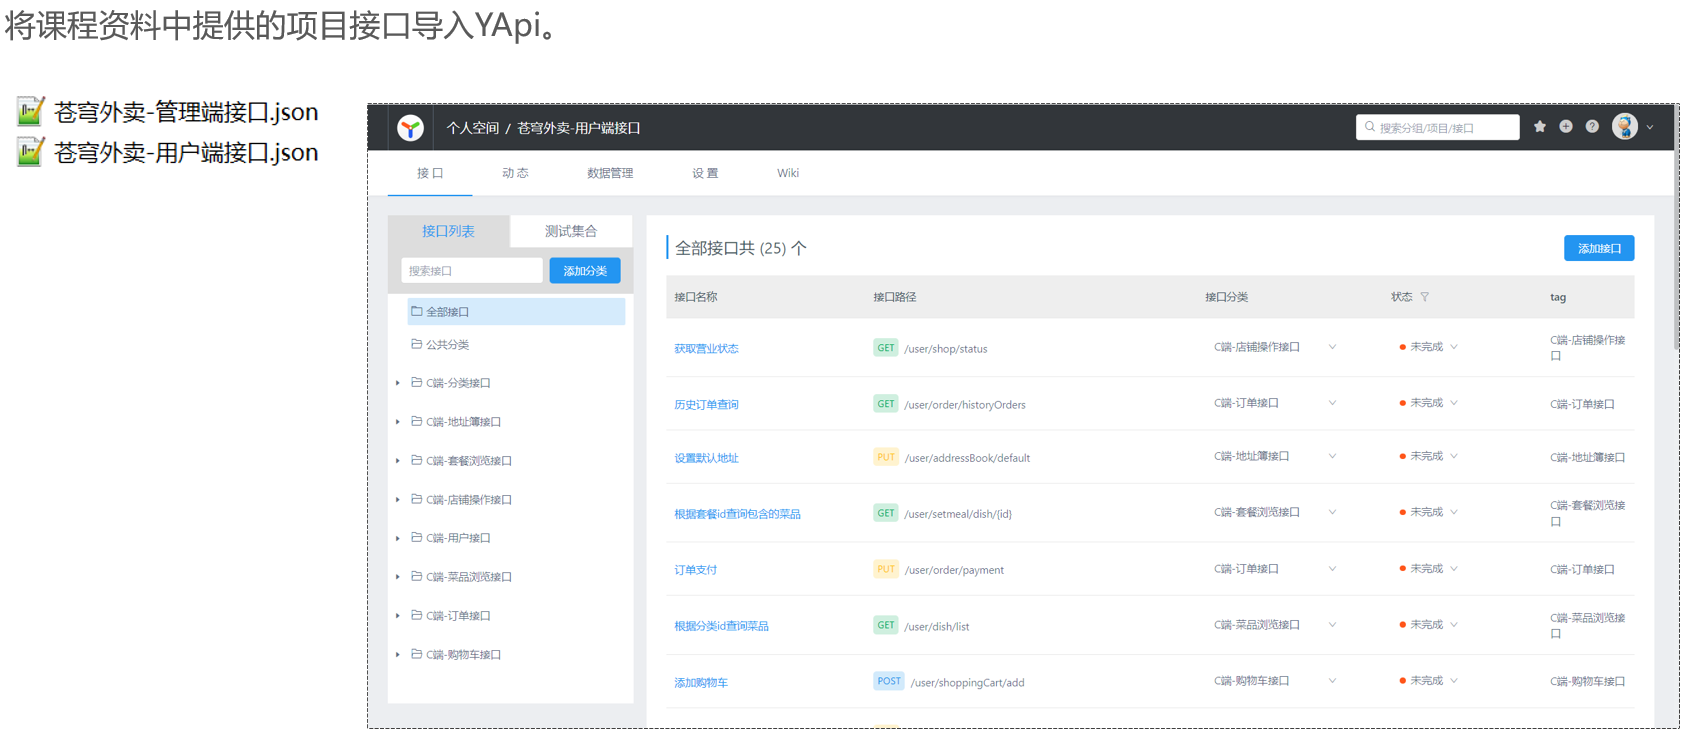 将课程资料中提供的项目接口导入YApi。
苍穹外卖-管理端接口.json
苍穹外卖-用户端接口.json
个人空间 / 苍穹外卖-用户端接口
搜索分组/项目/接口
接口 动态 数据管理 设置 Wiki
接口列表 测试集合
搜索接口 添加分类
全部接口
公共分类
C端-分类接口
C端-地址簿接口
C端-套餐浏览接口
C端-店铺操作接口
C端-用户接口
C端-菜品浏览接口
C端-订单接口
C端-购物车接口
全部接口共 (25) 个 添加接口
接口名称 接口路径 接口分类 状态 tag
获取营业状态 GET /user/shop/status C端-店铺操作接口 未完成 C端-店铺操作接
口
历史订单查询 GET /user/order/historyOrders C端-订单接口 未完成 C端-订单接口
设置默认地址 PUT /user/addressBook/default C端-地址簿接口 未完成 C端-地址簿接口
根据套餐id查询包含的菜品 GET /user/setmeal/dish/{id} C端-套餐浏览接口 未完成 C端-套餐浏览接
口
订单支付 PUT /user/order/payment C端-订单接口 未完成 C端-订单接口
根据分类id查询菜品 GET /user/dish/list C端-菜品浏览接口 未完成 C端-菜品浏览接
口
添加购物车 POST /user/shoppingCart/add C端-购物车接口 未完成 C端-购物车接口